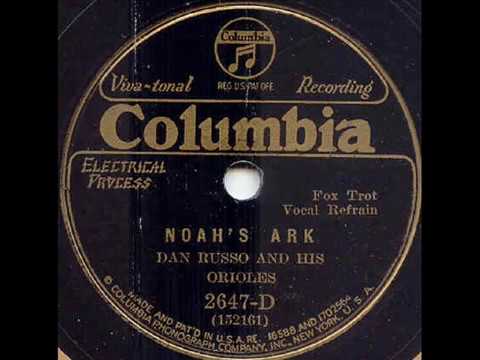 Columbia
Viva-tonal Recording
REG. U.S. PAT. OFF.
Columbia
ELECTRICAL
PROCESS
Fox Trot
Vocal Refrain
NOAH'S ARK
DAN RUSSO AND HIS
ORIOLES
2647-D
(152161)
MADE AND PAT'D IN U.S.A. RE. 16588 AND 1702564
© COLUMBIA PHONOGRAPH COMPANY, INC., NEW YORK, U.S.A.